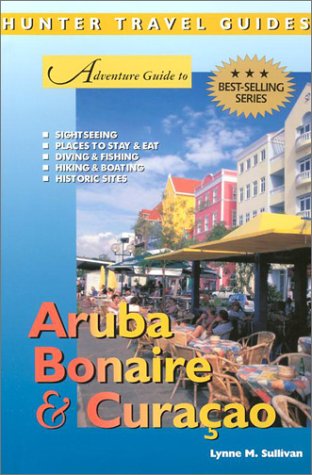 HUNTER TRAVEL GUIDES
Adventure Guide to
★★★
BEST-SELLING
SERIES
■ SIGHTSEEING
■ PLACES TO STAY & EAT
■ DIVING & FISHING
■ HIKING & BOATING
■ HISTORIC SITES
Aruba
Bonaire
& Curaçao
Lynne M. Sullivan